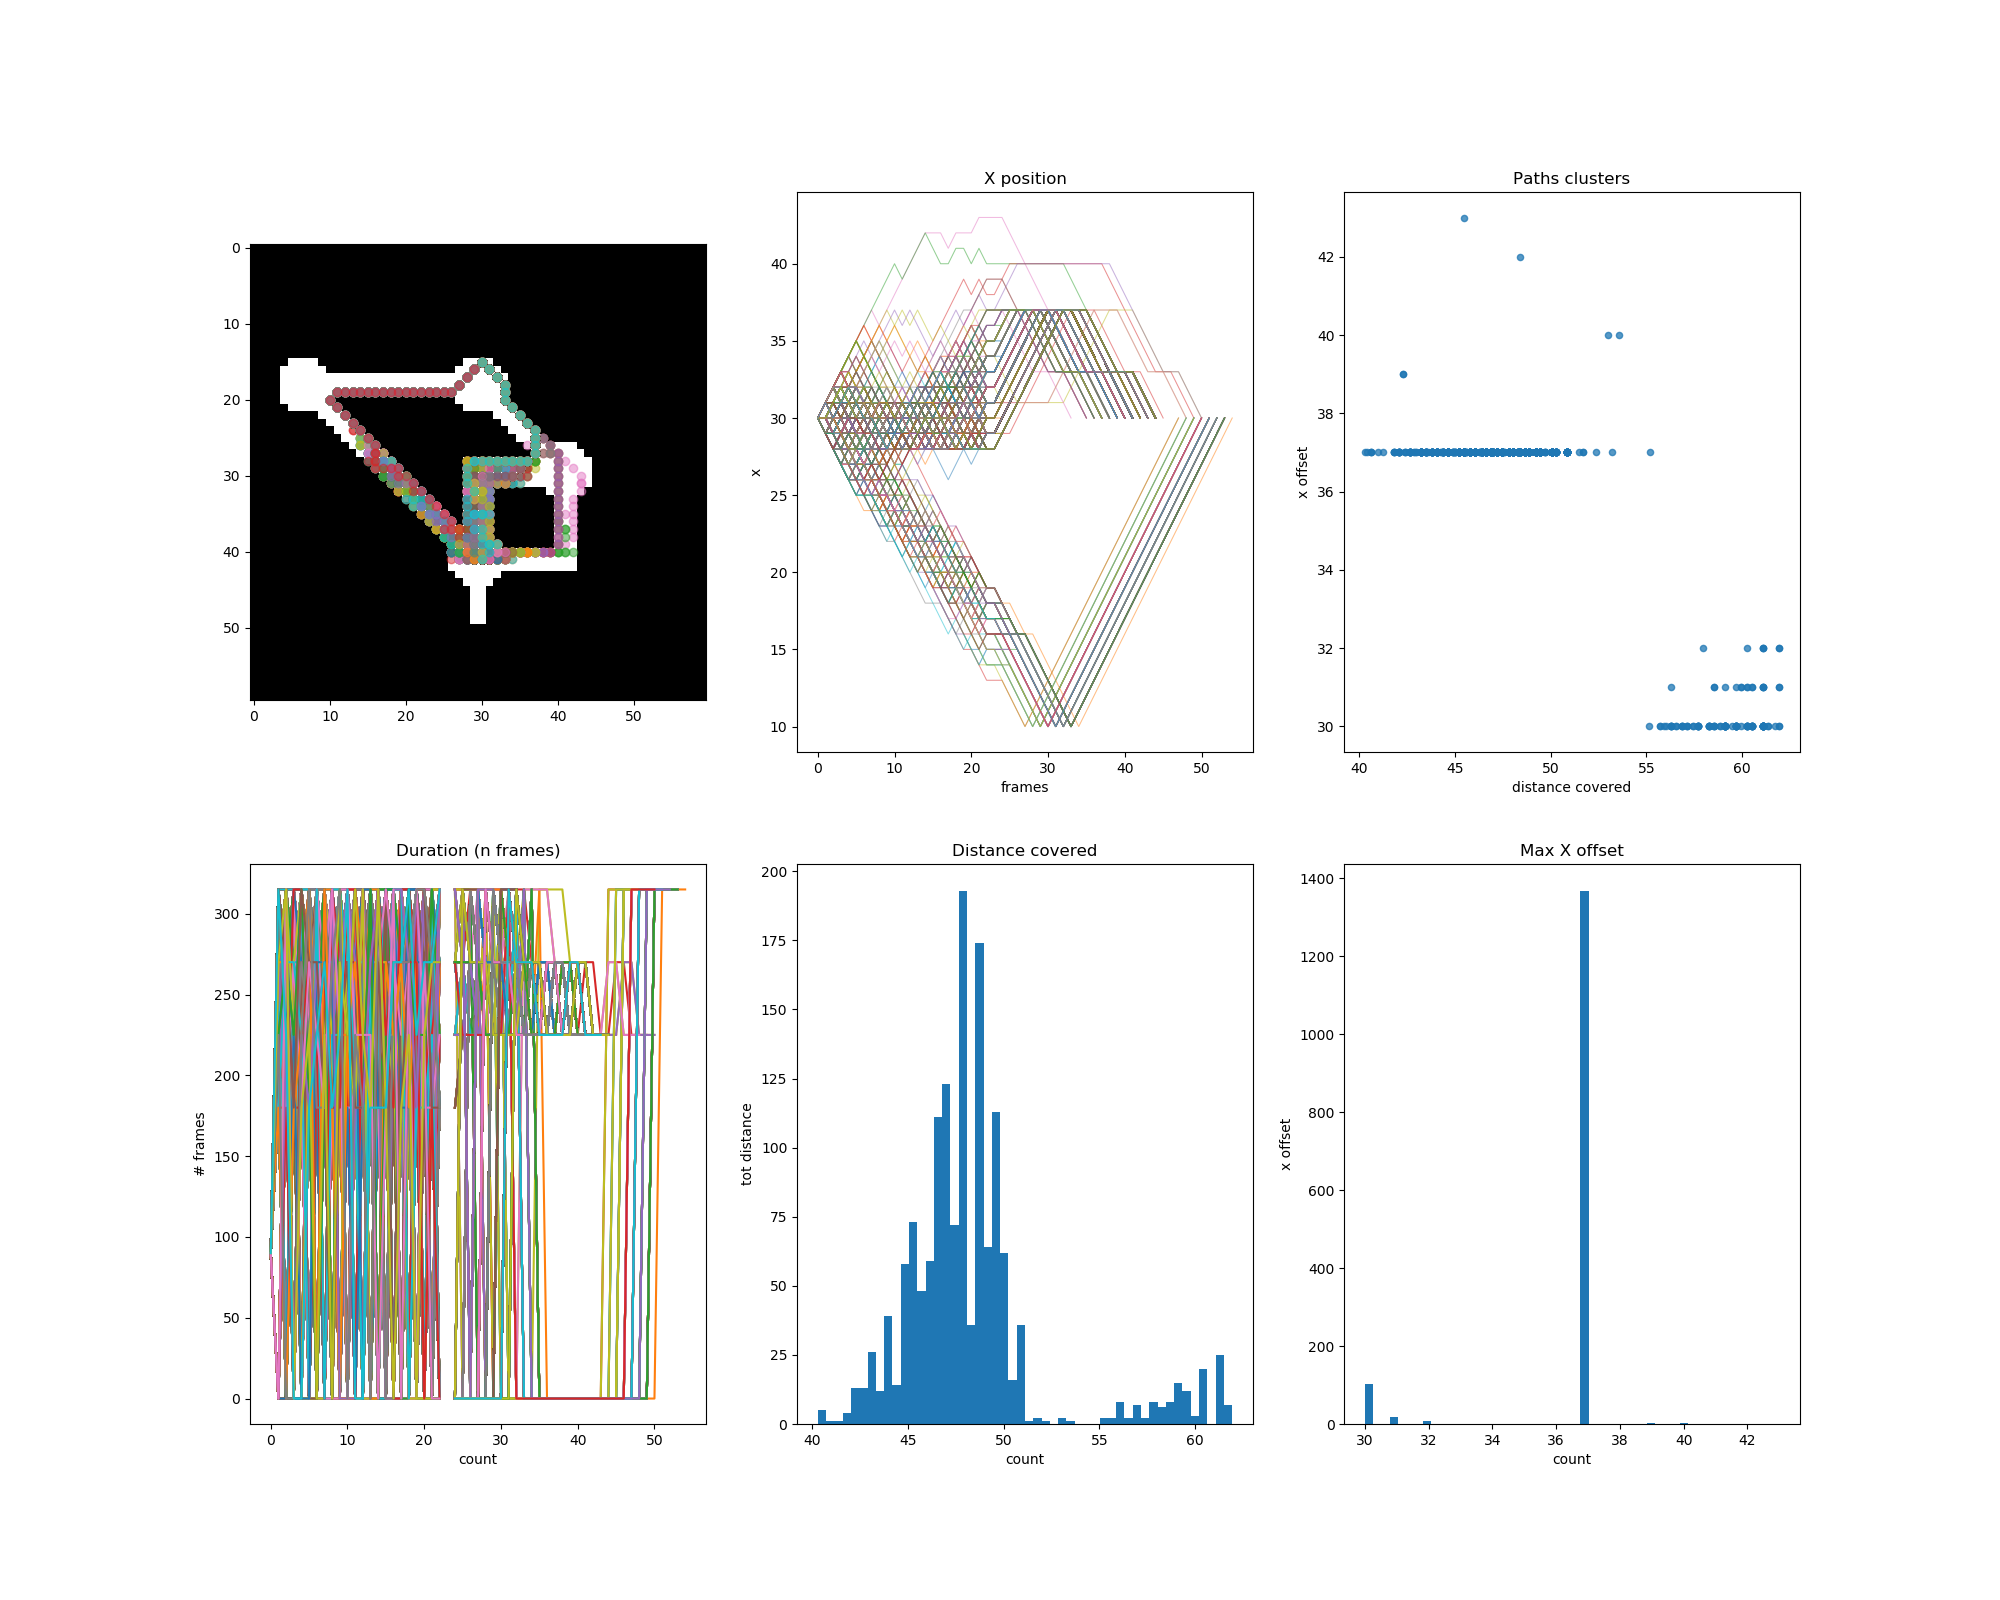 X position
Paths clusters
0
10
20
30
40
50
0 10 20 30 40 50
40
35
30
25
20
15
10
x
0 10 20 30 40 50
frames
42
40
38
36
34
32
30
x offset
40 45 50 55 60
distance covered
Duration (n frames)
300
250
200
150
100
50
0
# frames
0 10 20 30 40 50
count
Distance covered
200
175
150
125
100
75
50
25
0
tot distance
40 45 50 55 60
count
Max X offset
1400
1200
1000
800
600
400
200
0
x offset
30 32 34 36 38 40 42
count